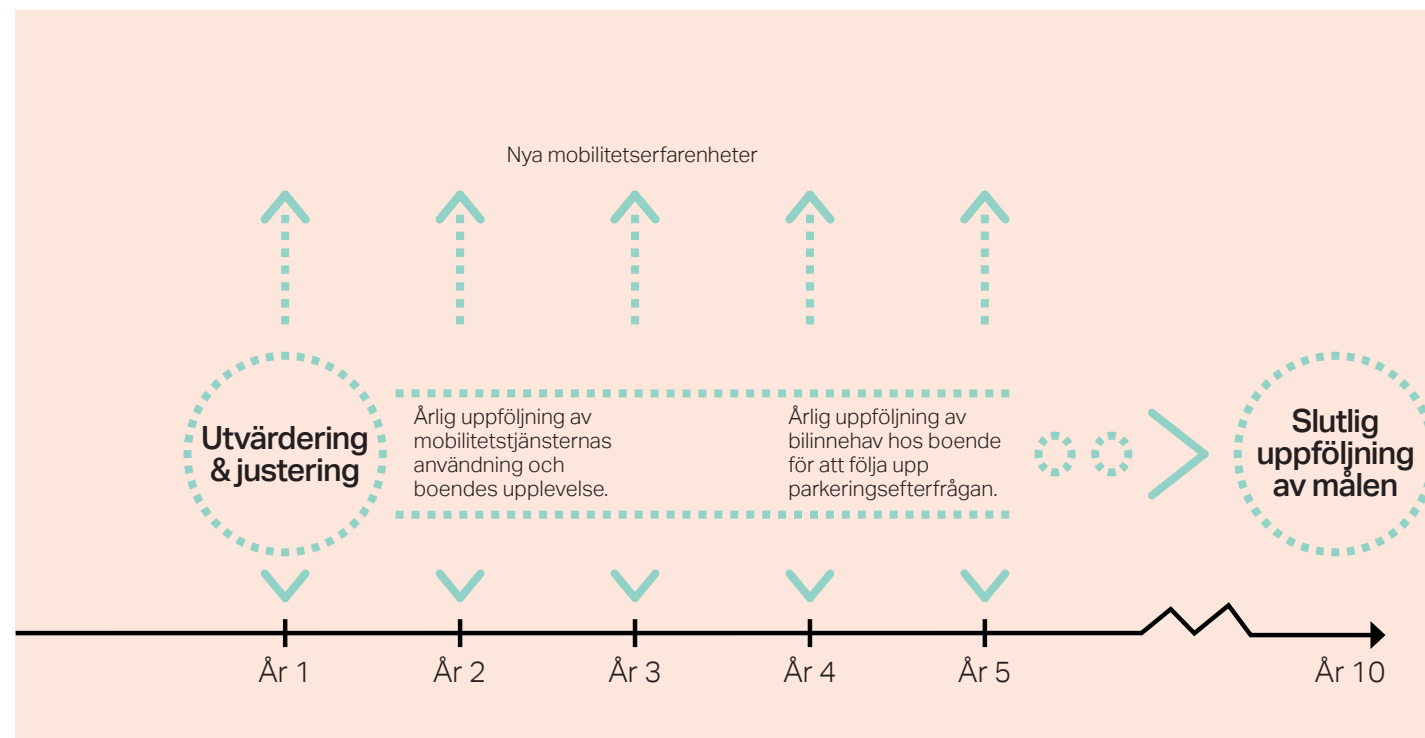 Nya mobilitetserfarenheter
Utvärdering
& justering
Årlig uppföljning av
mobilitetstjänsternas
användning och
boendes upplevelse.
Årlig uppföljning av
bilinnehav hos boende
för att följa upp
parkeringsefterfrågan.
Slutlig
uppföljning
av målen
År 1
År 2
År 3
År 4
År 5
År 10